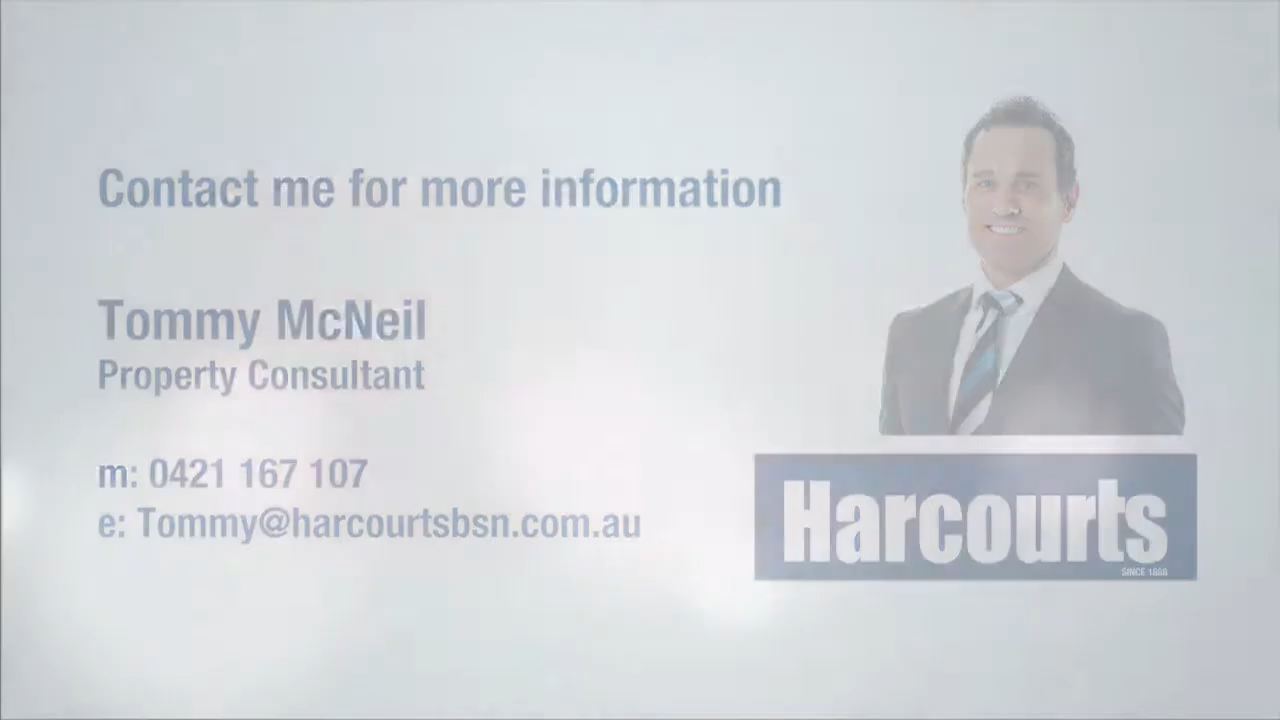 Contact me for more information
Tommy McNeil
Property Consultant
m: 0421 167 107
e: Tommy@harcourtsbsn.com.au
Harcourts
SINCE 1888